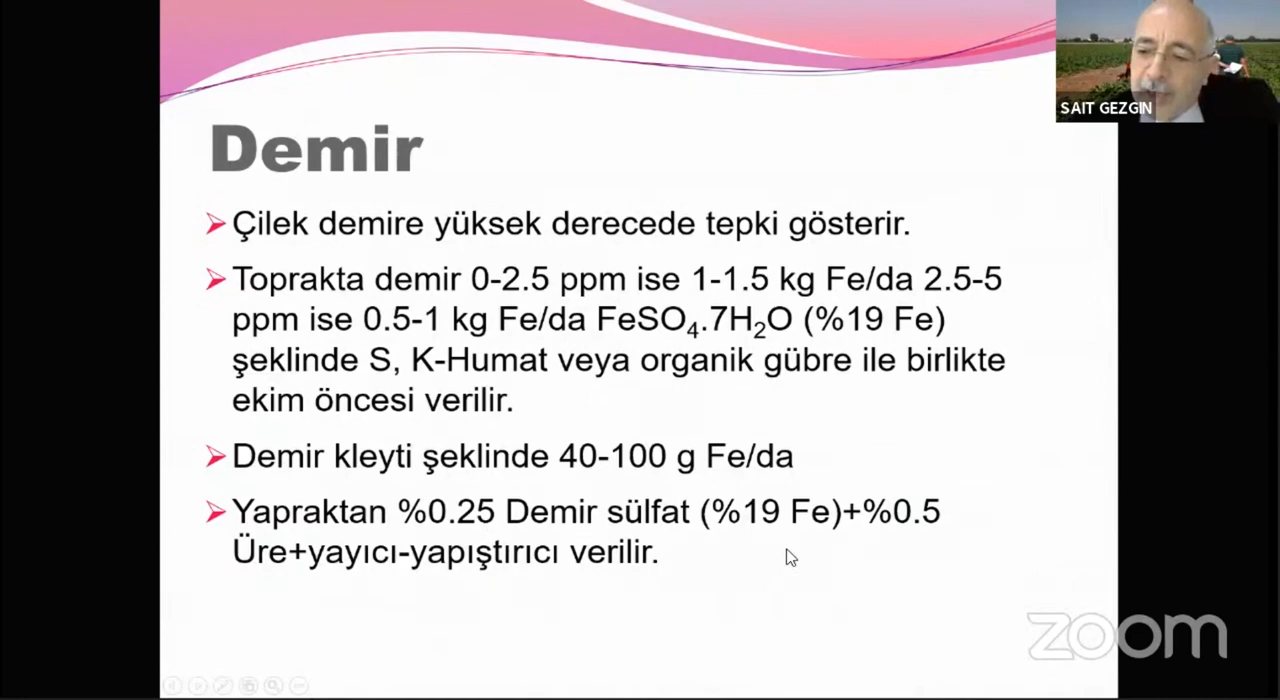 SAIT GEZGIN
Demir
Çilek demire yüksek derecede tepki gösterir.
Toprakta demir 0-2.5 ppm ise 1-1.5 kg Fe/da 2.5-5
ppm ise 0.5-1 kg Fe/da FeSO₄.7H₂O (%19 Fe)
şeklinde S, K-Humat veya organik gübre ile birlikte
ekim öncesi verilir.
Demir kleyti şeklinde 40-100 g Fe/da
Yapraktan %0.25 Demir sülfat (%19 Fe)+%0.5
Üre+yayıcı-yapıştırıcı verilir.
zoom